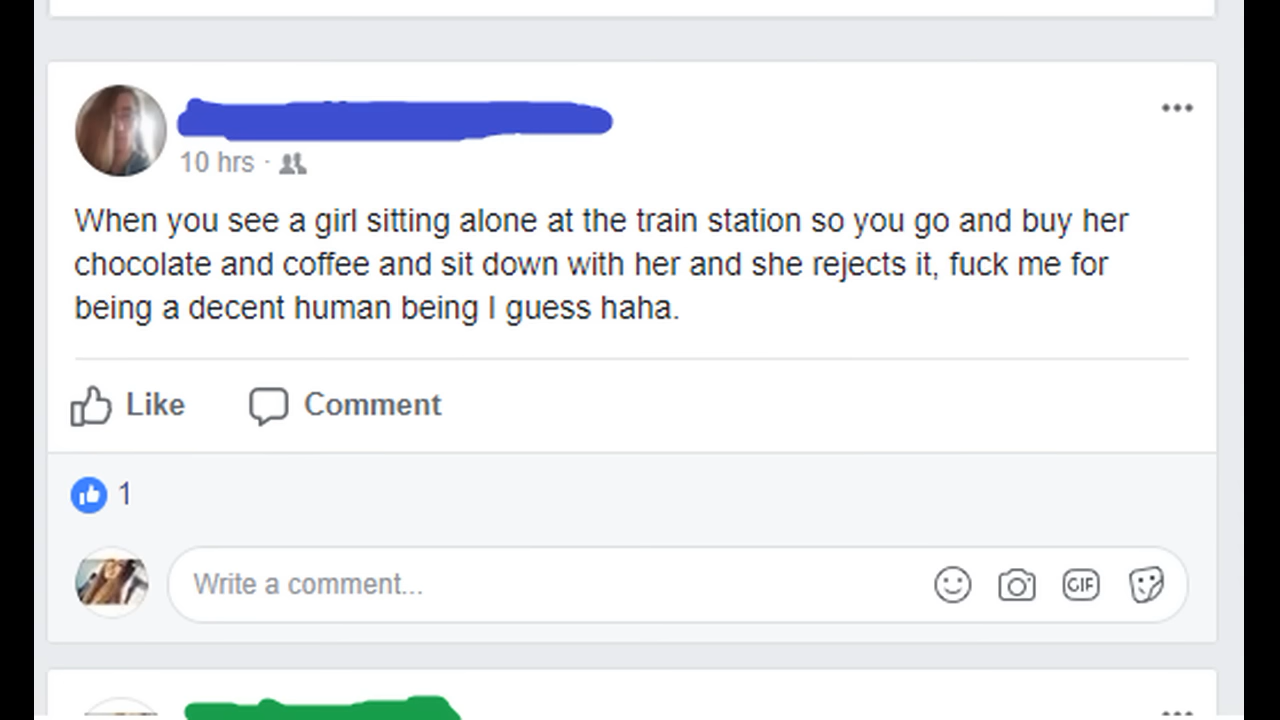 10 hrs ·
When you see a girl sitting alone at the train station so you go and buy her
chocolate and coffee and sit down with her and she rejects it, fuck me for
being a decent human being I guess haha.
Like Comment
1
Write a comment... GIF